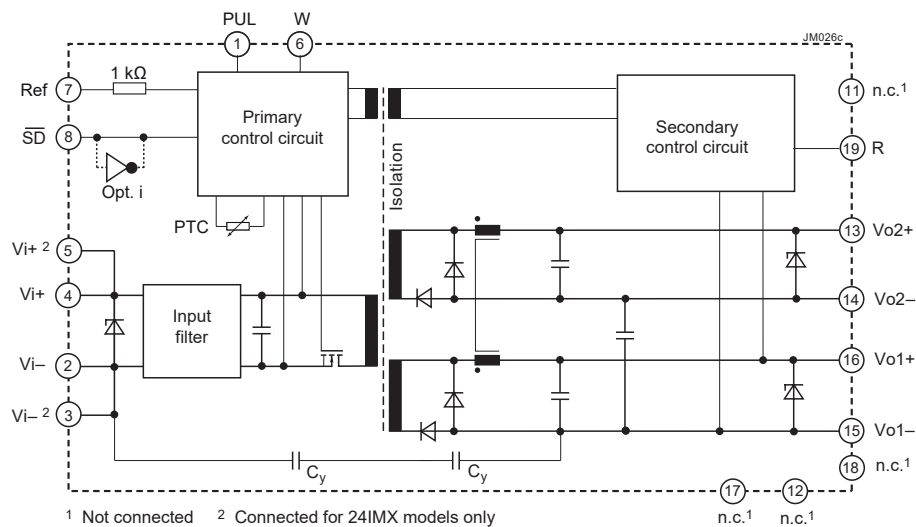 PUL W
JM026c
1 6
Ref 7 1 kΩ
11 n.c.1
Primary
control circuit
Secondary
control circuit
SD 8
19 R
Opt. i
Isolation
PTC
13 Vo2+
Vi+ 2 5
Vi+ 4
14 Vo2–
Input
filter
Vi– 2
16 Vo1+
Vi– 2 3
15 Vo1–
Cy Cy
18 n.c.1
17 12
n.c.1 n.c.1
1 Not connected 2 Connected for 24IMX models only